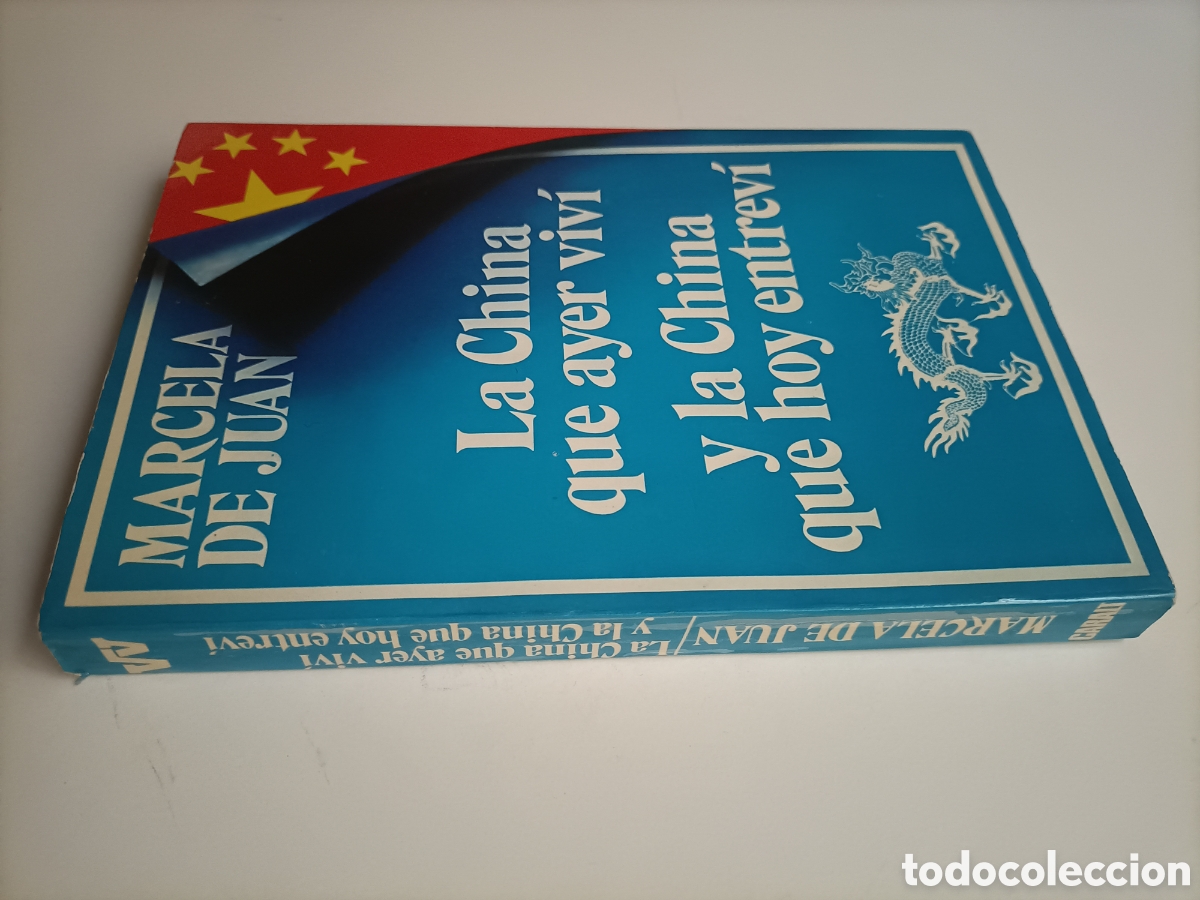 MARCELA
DE JUAN
La China
que ayer viví
y la China
que hoy entreví
MARCELA DE JUAN / La China que ayer viví
y la China que hoy entreví
todocoleccion